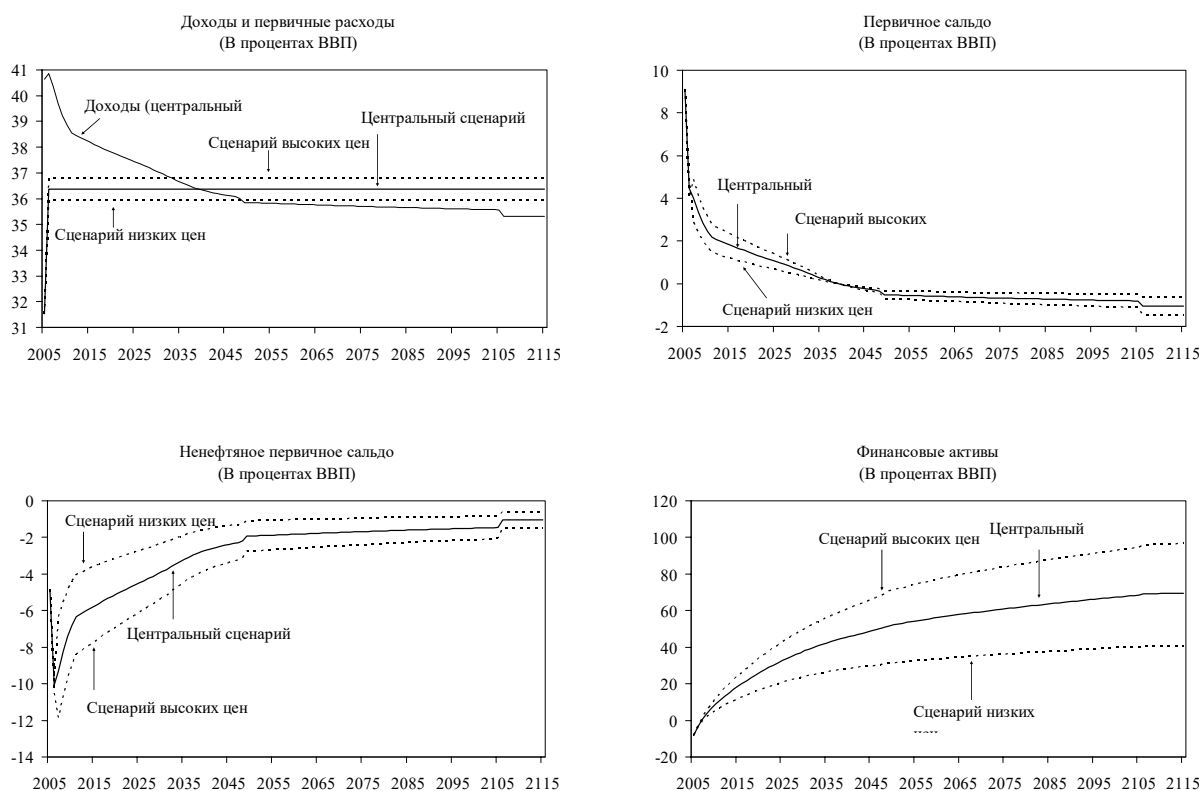 Доходы и первичные расходы
(В процентах ВВП)
41
40
39
38
37
36
35
34
33
32
31
Доходы (центральный
Центральный сценарий
Сценарий высоких цен
Сценарий низких цен
2005 2015 2025 2035 2045 2055 2065 2075 2085 2095 2105 2115
Первичное сальдо
(В процентах ВВП)
10
8
6
4
2
0
-2
Центральный
Сценарий высоких
Сценарий низких цен
2005 2015 2025 2035 2045 2055 2065 2075 2085 2095 2105 2115
Ненефтяное первичное сальдо
(В процентах ВВП)
0
-2
-4
-6
-8
-10
-12
-14
Сценарий низких цен
Центральный сценарий
Сценарий высоких цен
2005 2015 2025 2035 2045 2055 2065 2075 2085 2095 2105 2115
Финансовые активы
(В процентах ВВП)
120
100
80
60
40
20
0
-20
Центральный
Сценарий высоких цен
Сценарий низких
2005 2015 2025 2035 2045 2055 2065 2075 2085 2095 2105 2115